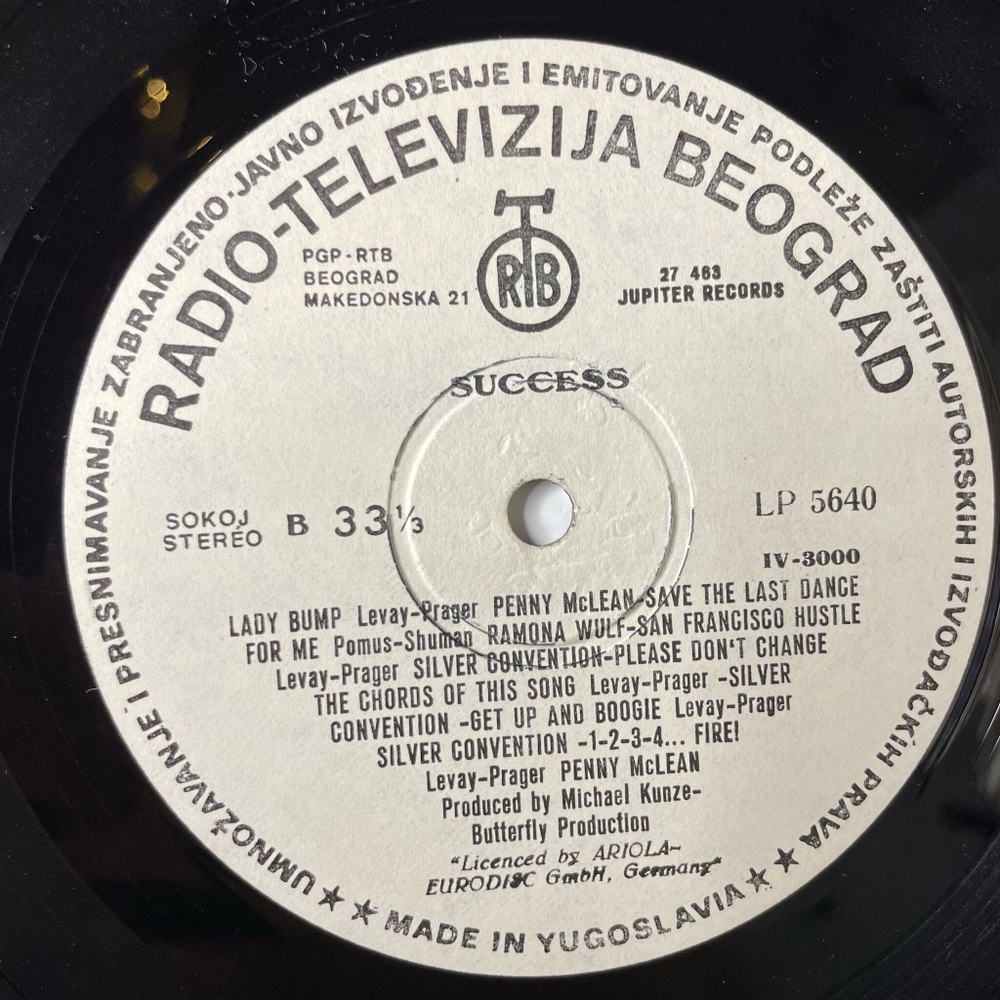 UMNOŽAVANJE I PRESNIMAVANJE ZABRANJENO·JAVNO IZVOĐENJE I EMITOVANJE PODLEŽE ZAŠTITI AUTORSKIH I IZVOĐAČKIH PRAVA
RADIO-TELEVIZIJA BEOGRAD
PGP-RTB
BEOGRAD
MAKEDONSKA 21
RTB
27 463
JUPITER RECORDS
SUCCESS
SOKOJ
STEREO
B 33⅓
LP 5640
IV-3000
LADY BUMP Levay-Prager PENNY McLEAN-SAVE THE LAST DANCE
FOR ME Pomus-Shuman RAMONA WULF-SAN FRANCISCO HUSTLE
Levay-Prager SILVER CONVENTION-PLEASE DON'T CHANGE
THE CHORDS OF THIS SONG Levay-Prager -SILVER
CONVENTION -GET UP AND BOOGIE Levay-Prager
SILVER CONVENTION -1-2-3-4... FIRE!
Levay-Prager PENNY McLEAN
Produced by Michael Kunze-
Butterfly Production
"Licenced by ARIOLA-
EURODISC GmbH, Germany"
MADE IN YUGOSLAVIA